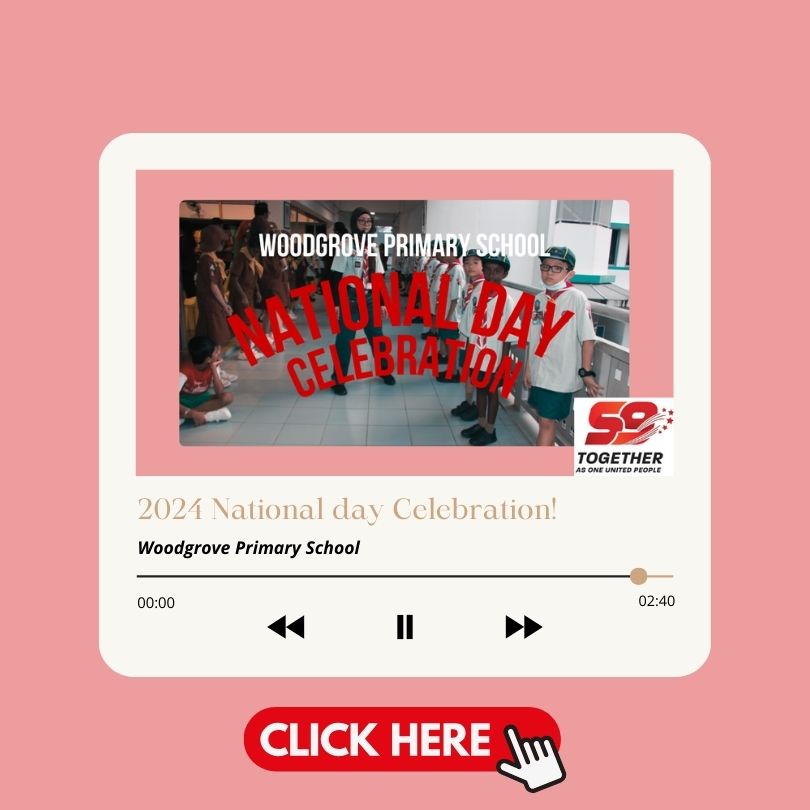 WOODGROVE PRIMARY SCHOOL
NATIONAL DAY
CELEBRATION
59
TOGETHER
AS ONE UNITED PEOPLE
2024 National day Celebration!
Woodgrove Primary School
00:00
02:40
CLICK HERE